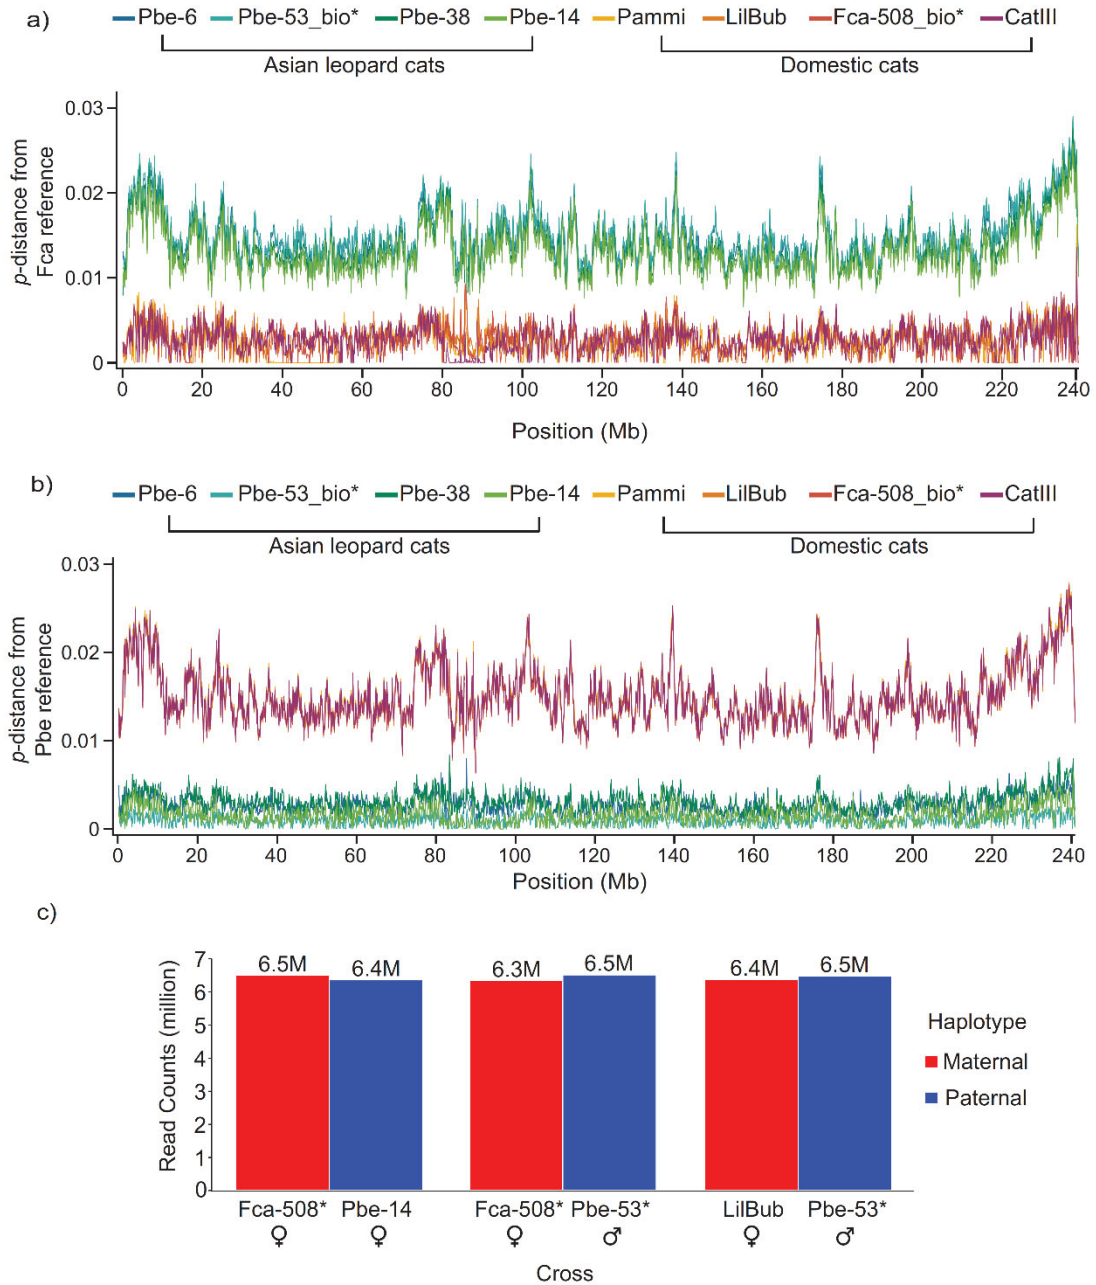 a)
Pbe-6 Pbe-53_bio* Pbe-38 Pbe-14 Pammi LilBub Fca-508_bio* CatIII
Asian leopard cats Domestic cats
p-distance from
Fca reference
0.03
0.02
0.01
0
0 20 40 60 80 100 120 140 160 180 200 220 240
Position (Mb)
b)
Pbe-6 Pbe-53_bio* Pbe-38 Pbe-14 Pammi LilBub Fca-508_bio* CatIII
Asian leopard cats Domestic cats
p-distance from
Pbe reference
0.03
0.02
0.01
0
0 20 40 60 80 100 120 140 160 180 200 220 240
Position (Mb)
c)
Read Counts (million)
7
6
5
4
3
2
1
0
6.5M 6.4M 6.3M 6.5M 6.4M 6.5M
Haplotype
Maternal
Paternal
Fca-508* Pbe-14 Fca-508* Pbe-53* LilBub Pbe-53*
♀ ♀ ♀ ♂ ♀ ♂
Cross